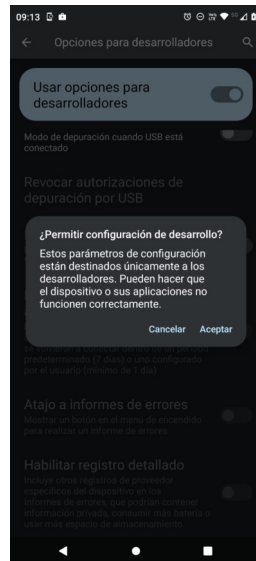 09:13
5G
Opciones para desarrolladores
Usar opciones para
desarrolladores
Modo de depuración cuando USB está
conectado
Revocar autorizaciones de
depuración por USB
¿Permitir configuración de desarrollo?
Estos parámetros de configuración
están destinados únicamente a los
desarrolladores. Pueden hacer que
el dispositivo o sus aplicaciones no
funcionen correctamente.
Cancelar Aceptar
predeterminado (7 días) o uno configurado
por el usuario (mínimo de 1 día)
Atajo a informes de errores
Mostrar un botón en el menú de encendido
para realizar un informe de errores
Habilitar registro detallado
Incluye otros registros de proveedor
específicos del dispositivo en los
informes de errores, que podrían contener
información privada, consumir más batería o
usar más espacio de almacenamiento.